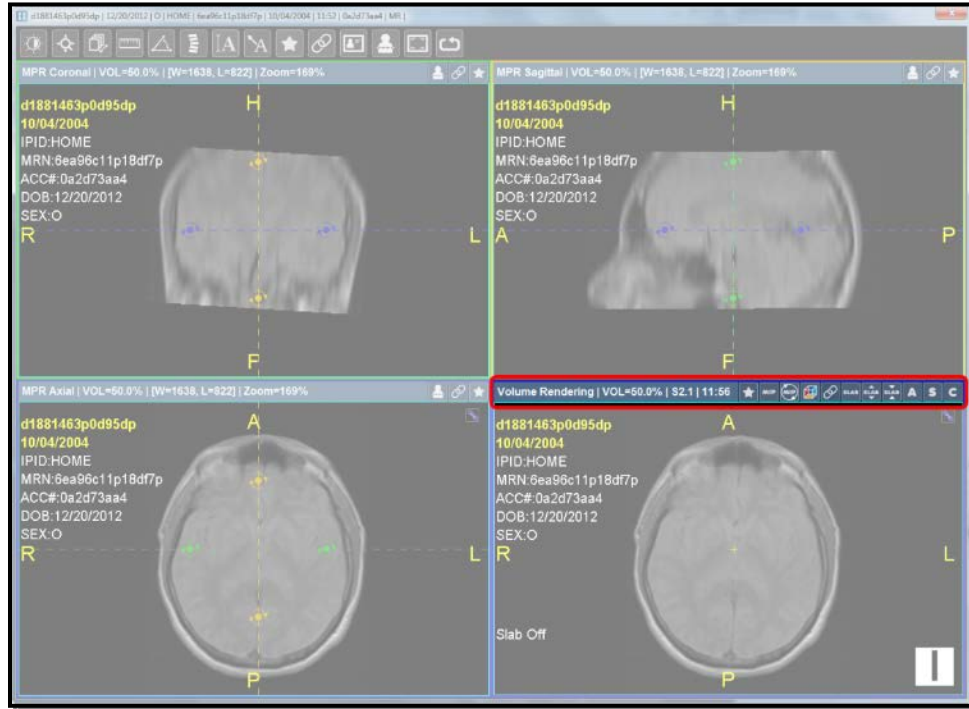 d1881463p0d95dp | 12/20/2012 | O | HOME | 6ea96c11p18df7p | 10/04/2004 | 11:52 | 0a2d73aa4 | MR |
MPR Coronal | VOL=50.0% | [W=1638, L=822] | Zoom=169%
d1881463p0d95dp
10/04/2004
IPID:HOME
MRN:6ea96c11p18df7p
ACC#:0a2d73aa4
DOB:12/20/2012
SEX:O
H
R
L
F
MPR Sagittal | VOL=50.0% | [W=1638, L=822] | Zoom=169%
d1881463p0d95dp
10/04/2004
IPID:HOME
MRN:6ea96c11p18df7p
ACC#:0a2d73aa4
DOB:12/20/2012
SEX:O
H
A
P
F
MPR Axial | VOL=50.0% | [W=1638, L=822] | Zoom=169%
d1881463p0d95dp
10/04/2004
IPID:HOME
MRN:6ea96c11p18df7p
ACC#:0a2d73aa4
DOB:12/20/2012
SEX:O
A
R
L
P
Volume Rendering | VOL=50.0% | S2.1 | 11:56
A S C
d1881463p0d95dp
10/04/2004
IPID:HOME
MRN:6ea96c11p18df7p
ACC#:0a2d73aa4
DOB:12/20/2012
SEX:O
A
R
L
Slab Off
P
I